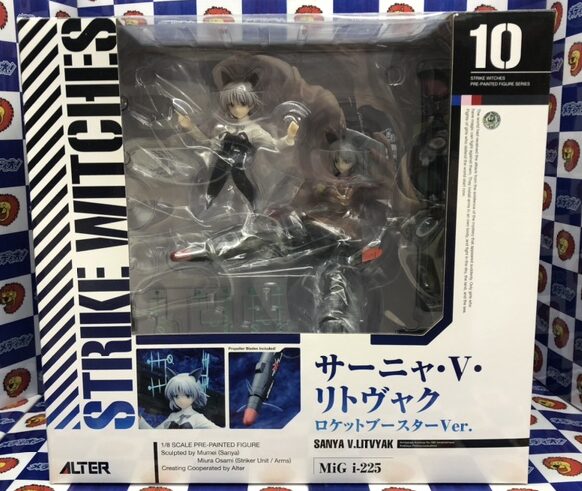 STRIKE WITCHES
10
STRIKE WITCHES
PRE-PAINTED FIGURE SERIES
Propeller Blades Included!
サーニャ・V・
リトヴャク
ロケットブースターVer.
SANYA V.LITVYAK
MiG i-225
1/8 SCALE PRE-PAINTED FIGURE
Sculpted by Mumei (Sanya)
Miura Osami (Striker Unit / Arms)
Creating Cooperated by Alter
ALTER